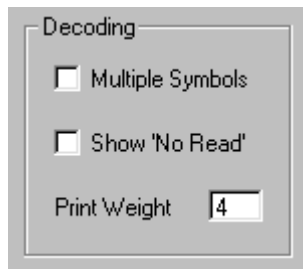 Decoding
Multiple Symbols
Show 'No Read'
Print Weight 4